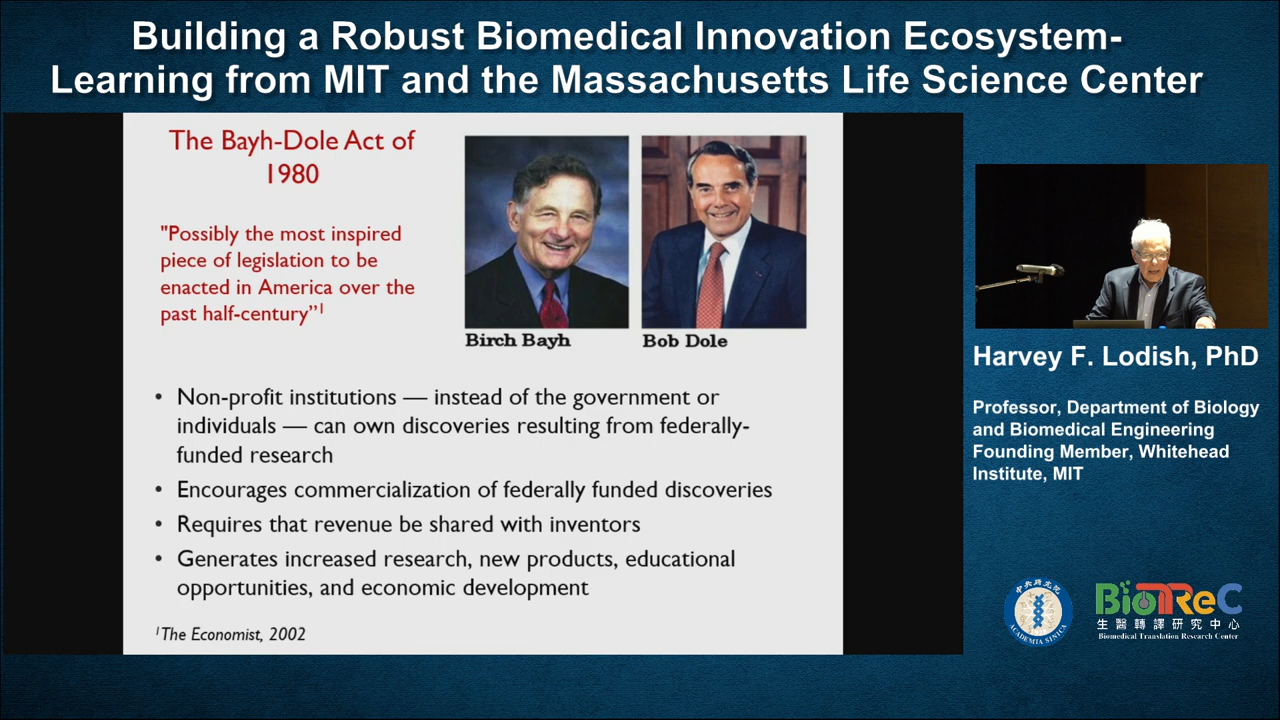 Building a Robust Biomedical Innovation Ecosystem-
Learning from MIT and the Massachusetts Life Science Center
The Bayh-Dole Act of
1980
"Possibly the most inspired
piece of legislation to be
enacted in America over the
past half-century”1
Birch Bayh
Bob Dole
• Non-profit institutions — instead of the government or
individuals — can own discoveries resulting from federally-
funded research
• Encourages commercialization of federally funded discoveries
• Requires that revenue be shared with inventors
• Generates increased research, new products, educational
opportunities, and economic development
1The Economist, 2002
Harvey F. Lodish, PhD
Professor, Department of Biology
and Biomedical Engineering
Founding Member, Whitehead
Institute, MIT
中央研究院
ACADEMIA SINICA
BioTReC
生醫轉譯研究中心
Biomedical Translation Research Center